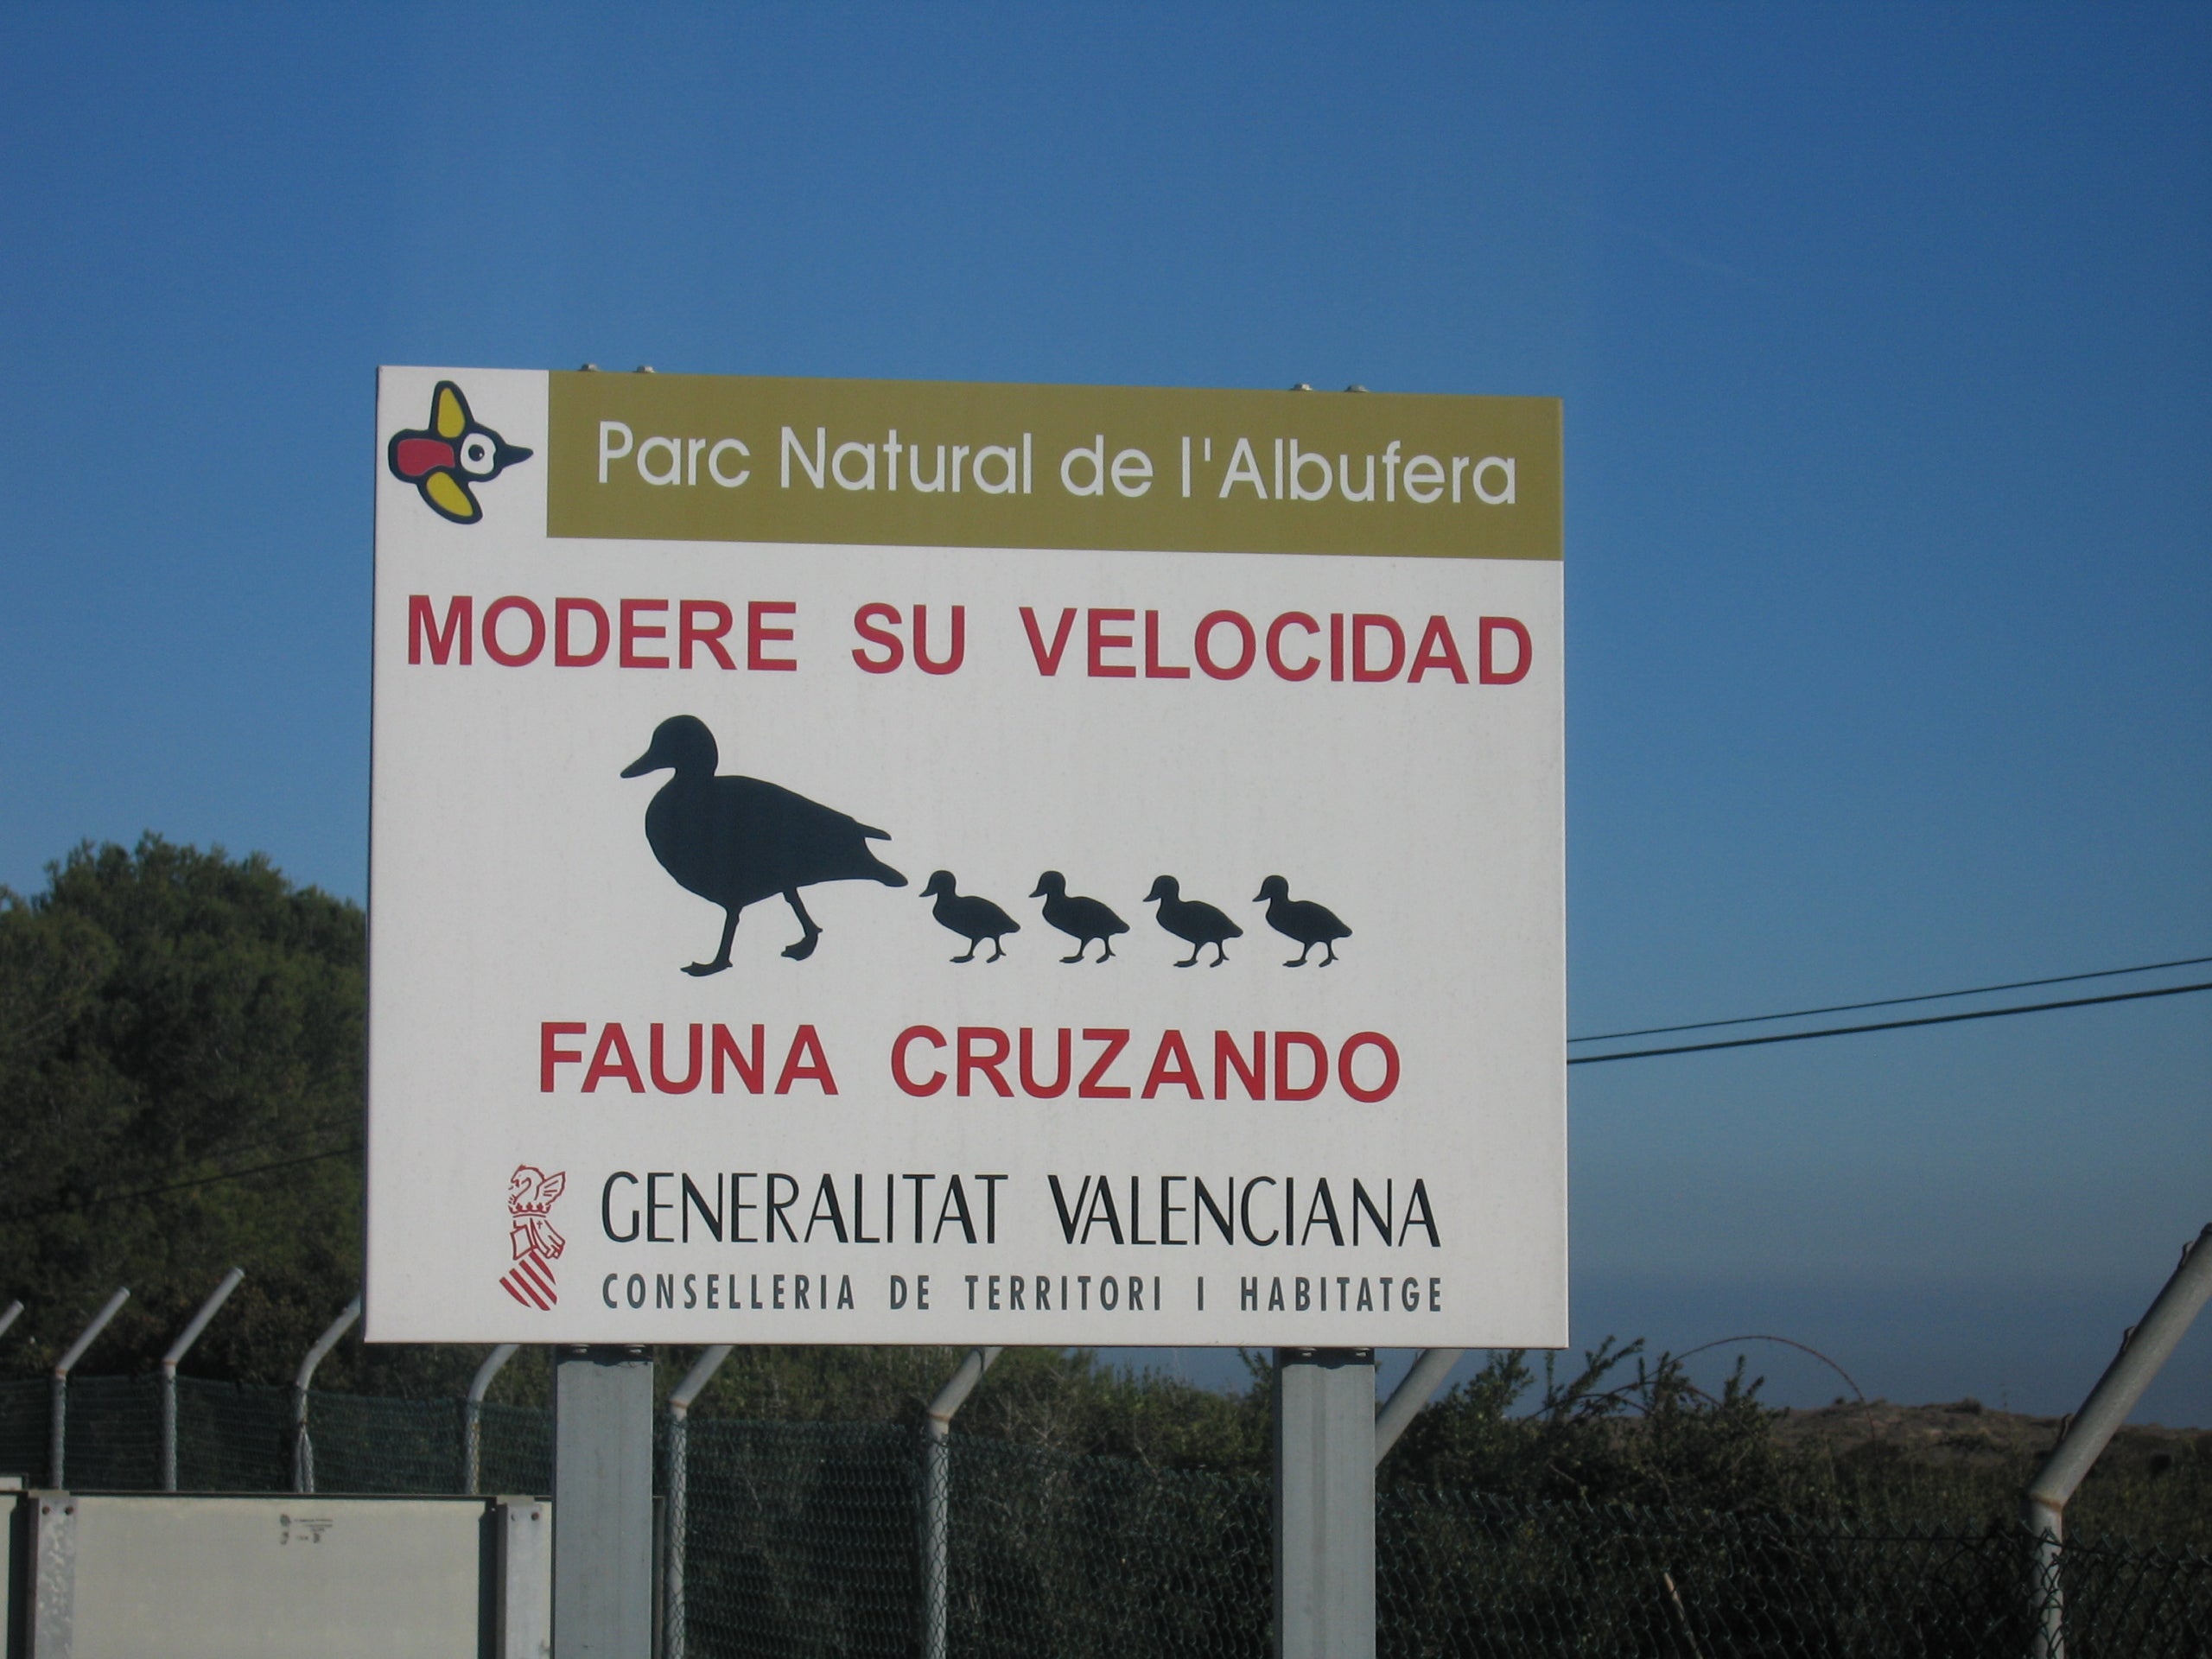 Parc Natural de l'Albufera
MODERE SU VELOCIDAD
FAUNA CRUZANDO
GENERALITAT VALENCIANA
CONSELLERIA DE TERRITORI I HABITATGE